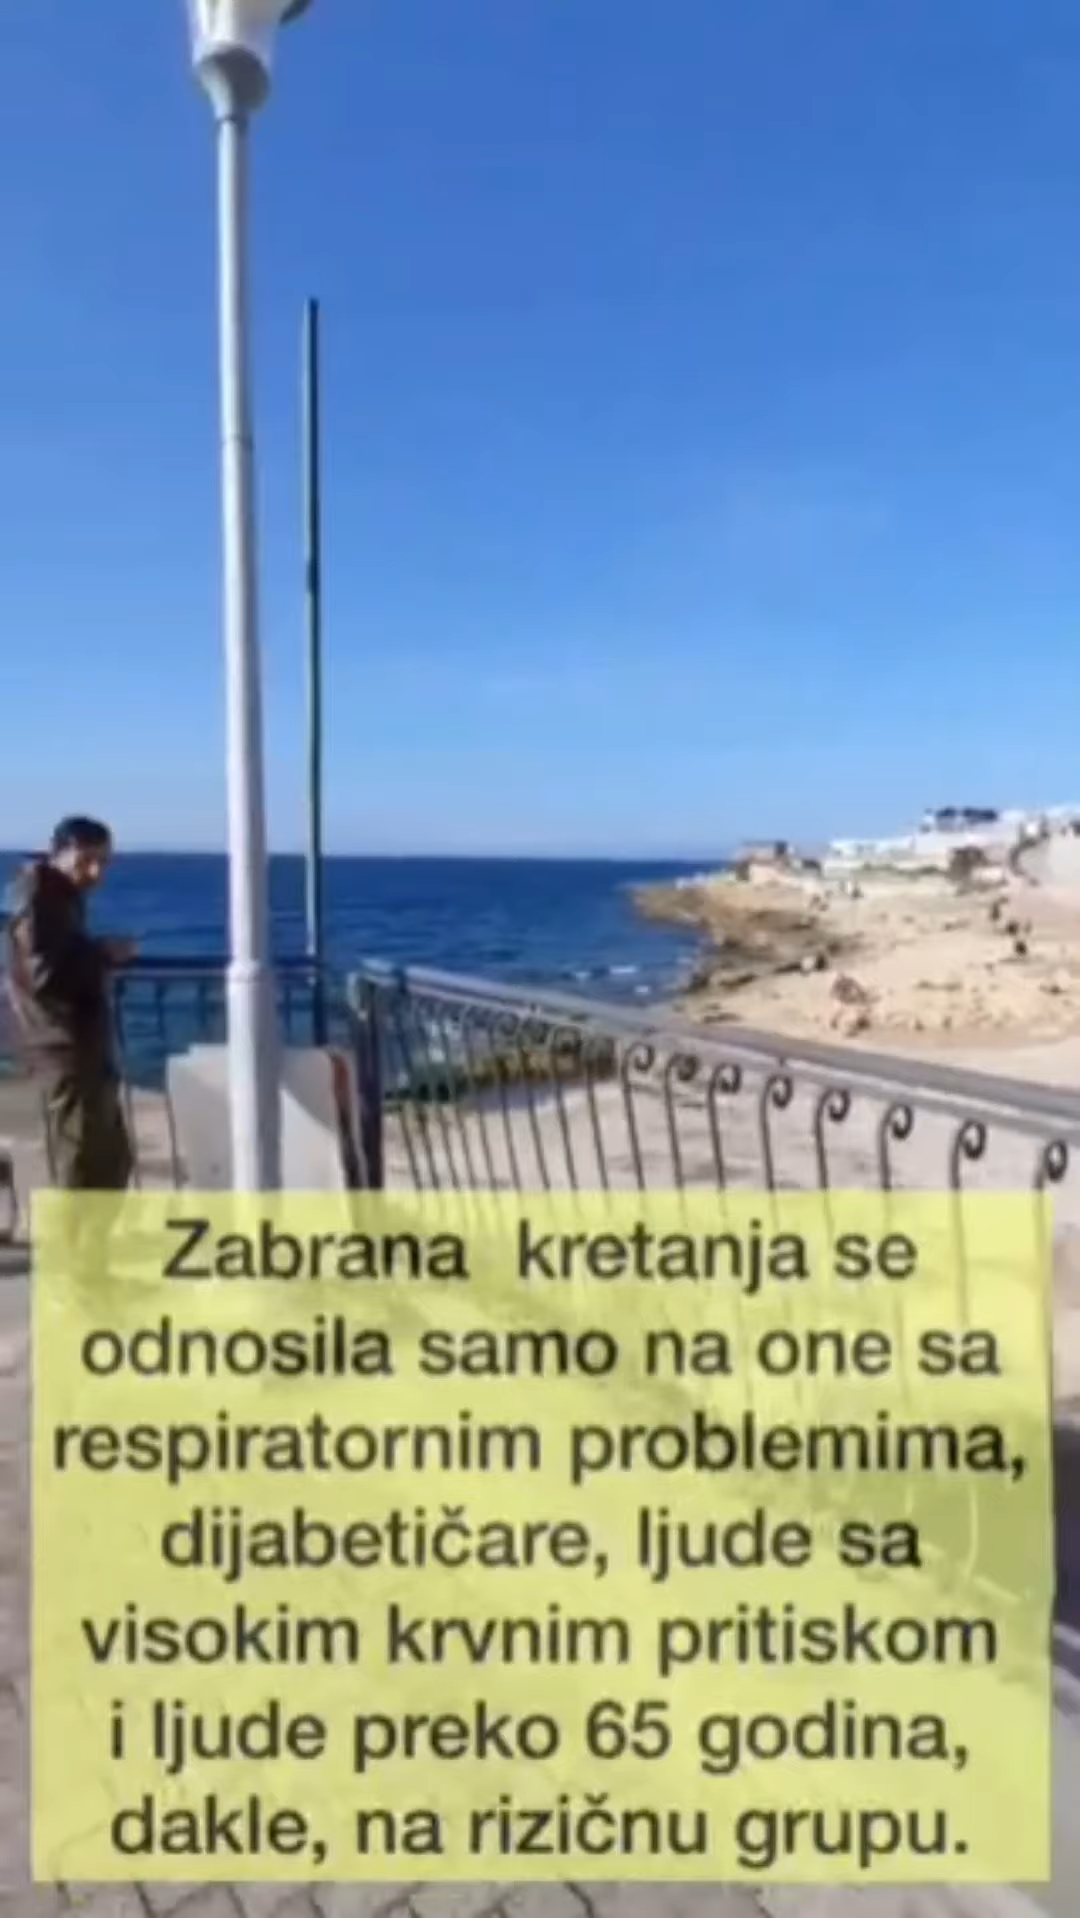 Zabrana kretanja se
odnosila samo na one sa
respiratornim problemima,
dijabetičare, ljude sa
visokim krvnim pritiskom
i ljude preko 65 godina,
dakle, na rizičnu grupu.